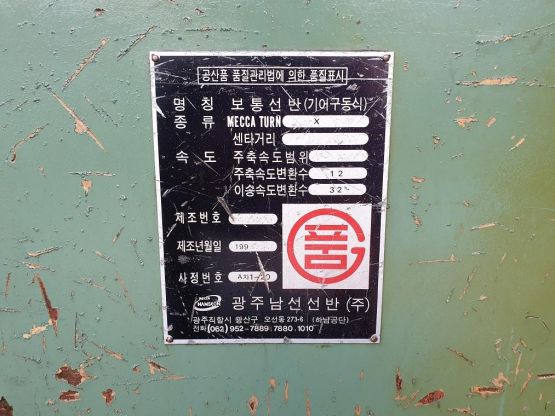 공산품 품질관리법에 의한 품질표시
명 칭 보통선반 (기어구동식)
종 류 MECCA TURN X
센타거리
속 도 주축속도범위
주축속도변환수 12
이송속도변환수 32
제조번호
제조년월일 199
사정번호 A차1-20
품
NAMSUN 광주남선선반 (주)
광주직할시 광산구 오선동 273-6 (하남공단)
전화 (062) 952-7889 7880.1010